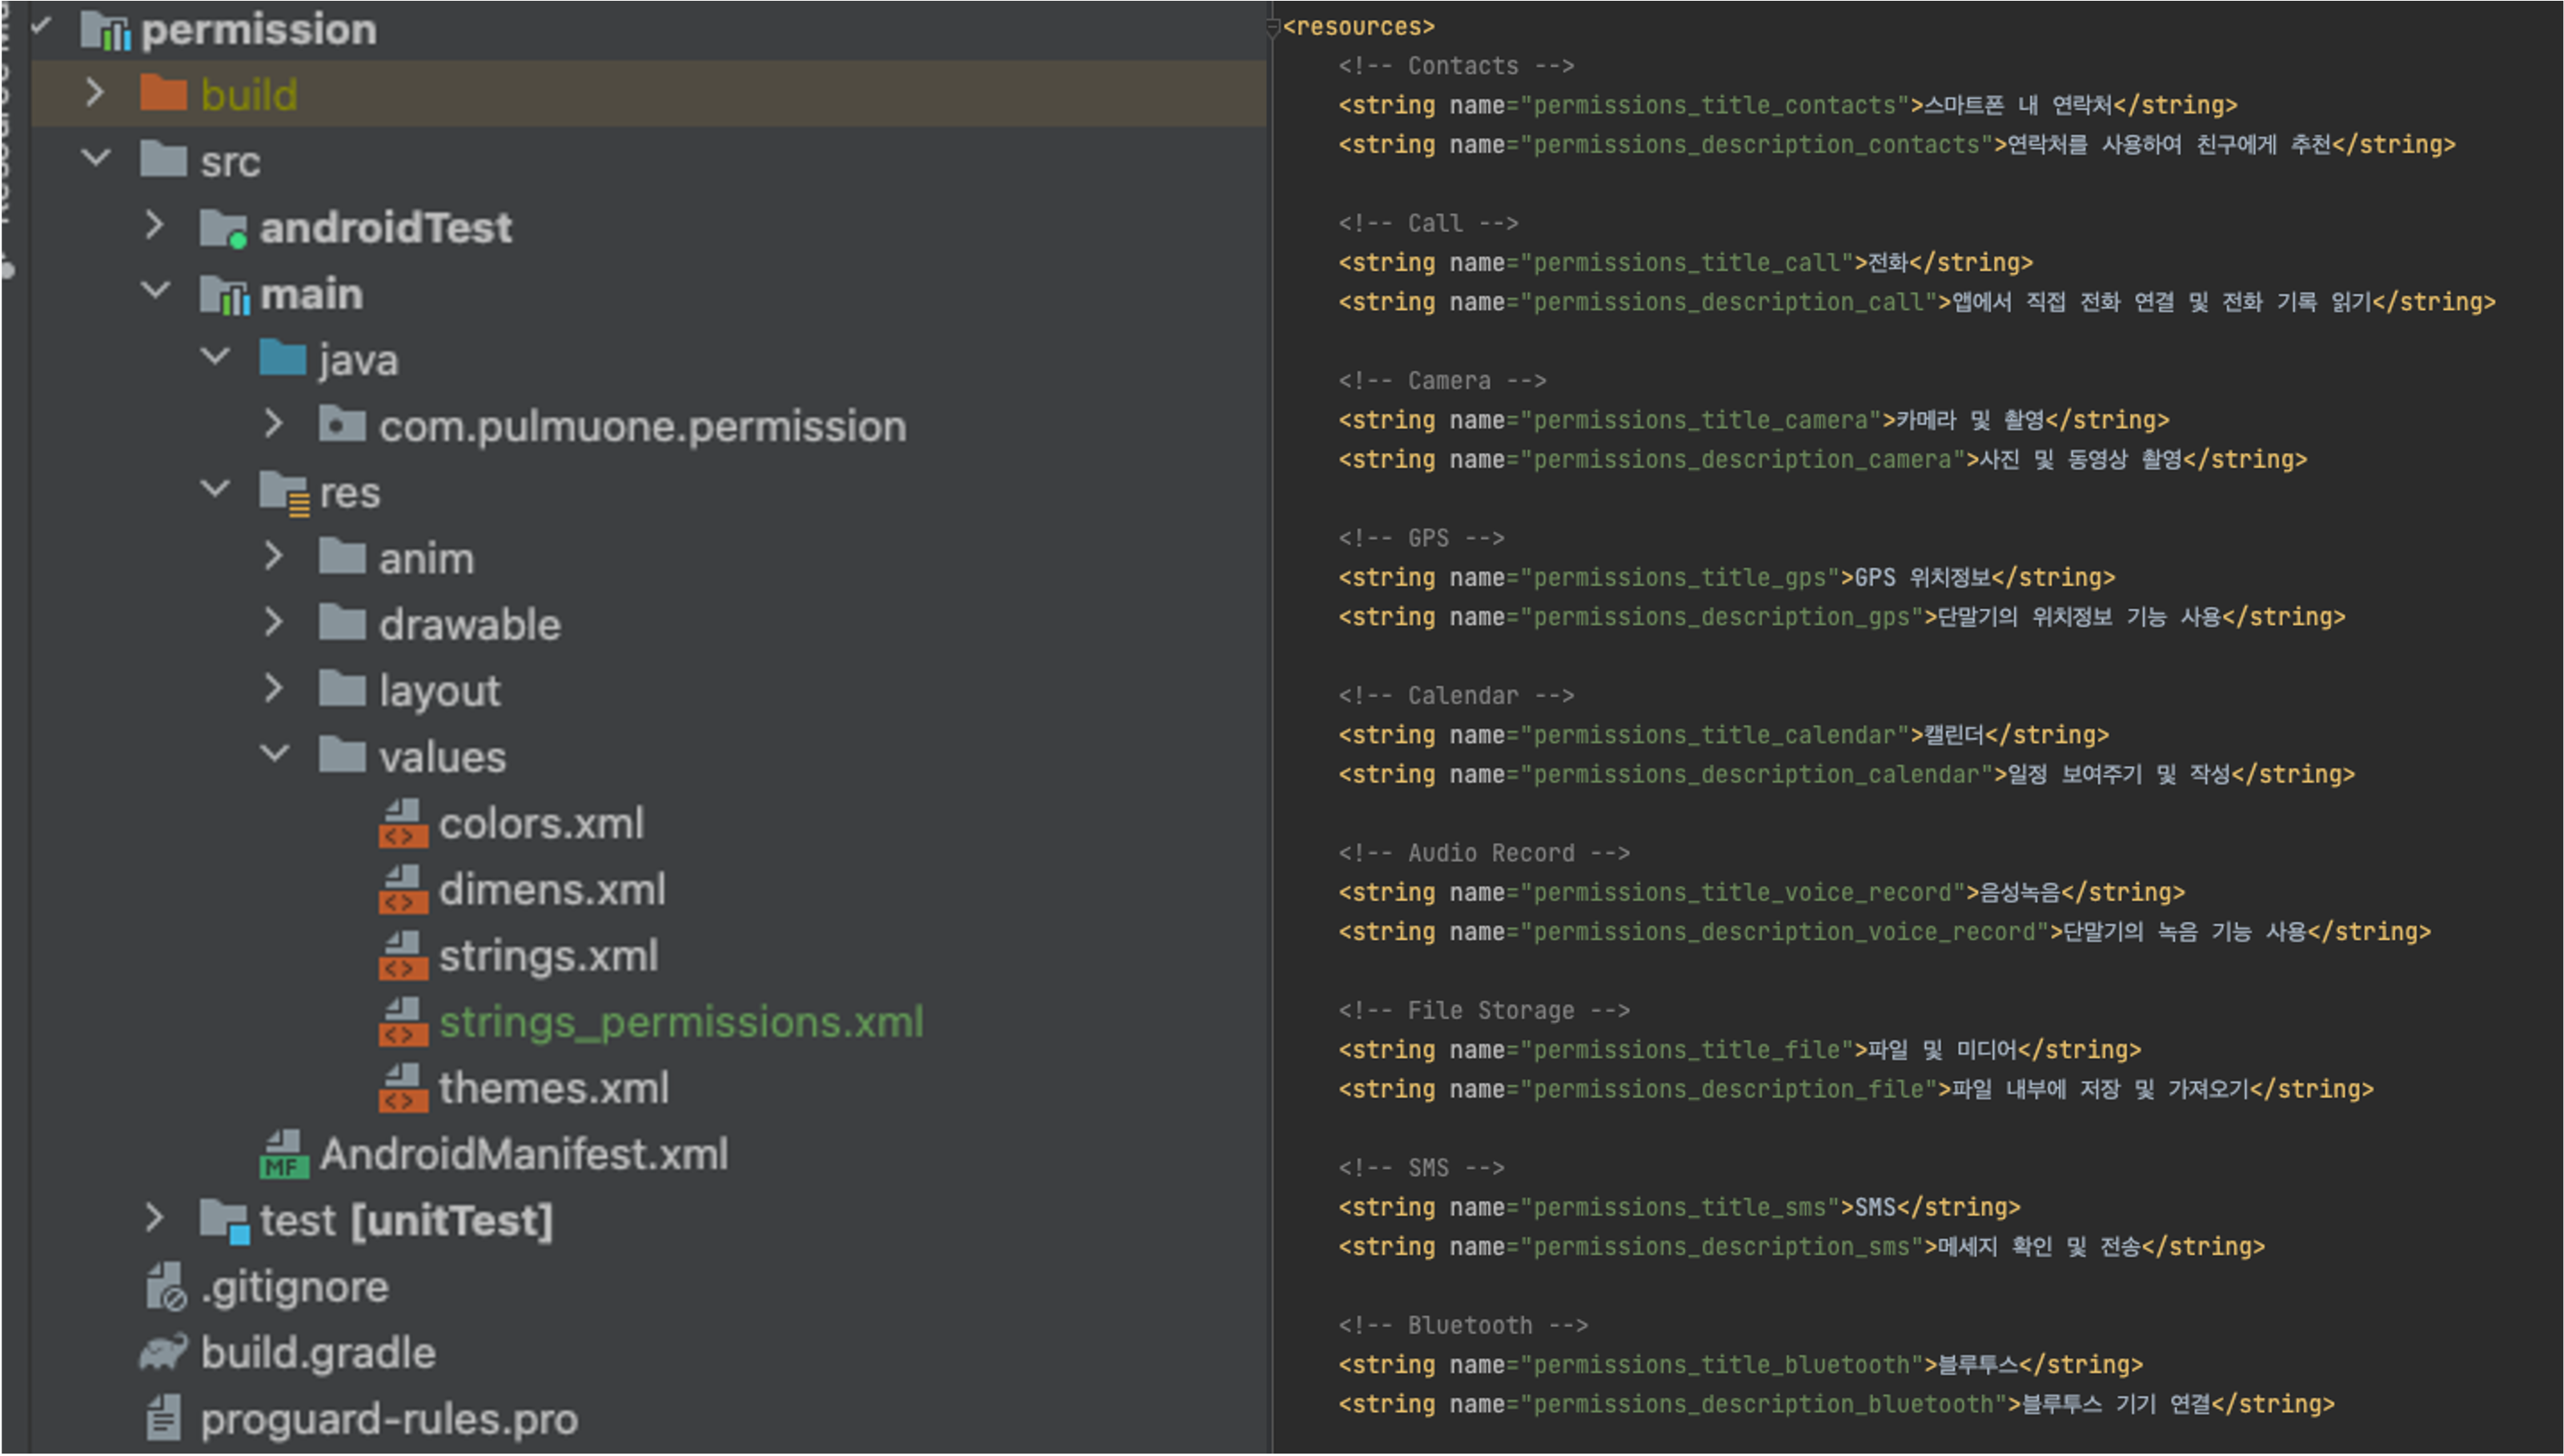 permission
build
src
androidTest
main
java
com.pulmuone.permission
res
anim
drawable
layout
values
colors.xml
dimens.xml
strings.xml
strings_permissions.xml
themes.xml
AndroidManifest.xml
test [unitTest]
.gitignore
build.gradle
proguard-rules.pro
<resources>
<!-- Contacts -->
<string name="permissions_title_contacts">스마트폰 내 연락처</string>
<string name="permissions_description_contacts">연락처를 사용하여 친구에게 추천</string>
<!-- Call -->
<string name="permissions_title_call">전화</string>
<string name="permissions_description_call">앱에서 직접 전화 연결 및 전화 기록 읽기</string>
<!-- Camera -->
<string name="permissions_title_camera">카메라 및 촬영</string>
<string name="permissions_description_camera">사진 및 동영상 촬영</string>
<!-- GPS -->
<string name="permissions_title_gps">GPS 위치정보</string>
<string name="permissions_description_gps">단말기의 위치정보 기능 사용</string>
<!-- Calendar -->
<string name="permissions_title_calendar">캘린더</string>
<string name="permissions_description_calendar">일정 보여주기 및 작성</string>
<!-- Audio Record -->
<string name="permissions_title_voice_record">음성녹음</string>
<string name="permissions_description_voice_record">단말기의 녹음 기능 사용</string>
<!-- File Storage -->
<string name="permissions_title_file">파일 및 미디어</string>
<string name="permissions_description_file">파일 내부에 저장 및 가져오기</string>
<!-- SMS -->
<string name="permissions_title_sms">SMS</string>
<string name="permissions_description_sms">메세지 확인 및 전송</string>
<!-- Bluetooth -->
<string name="permissions_title_bluetooth">블루투스</string>
<string name="permissions_description_bluetooth">블루투스 기기 연결</string>